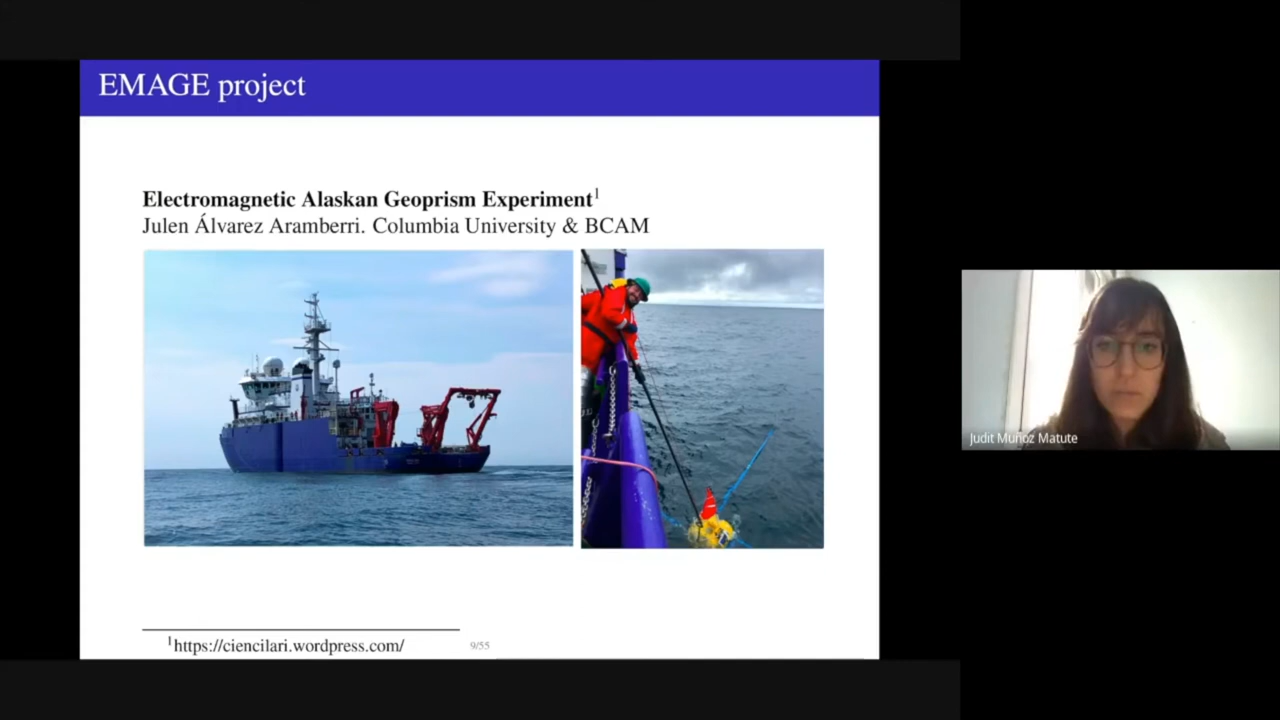 EMAGE project
Electromagnetic Alaskan Geoprism Experiment¹
Julen Álvarez Aramberri. Columbia University & BCAM
¹https://ciencilari.wordpress.com/
9/55
Judit Muñoz Matute